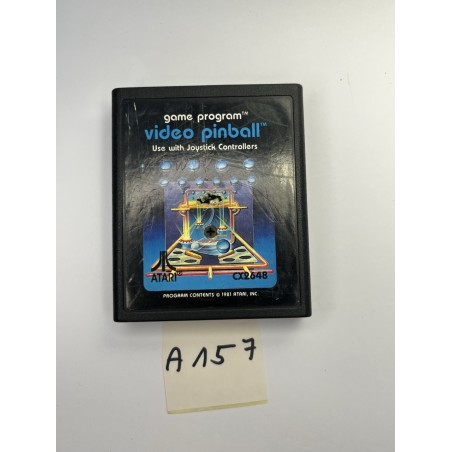 game program™
video pinball™
Use with Joystick Controllers
ATARI® CX2648
PROGRAM CONTENTS © 1981 ATARI, INC.
A157